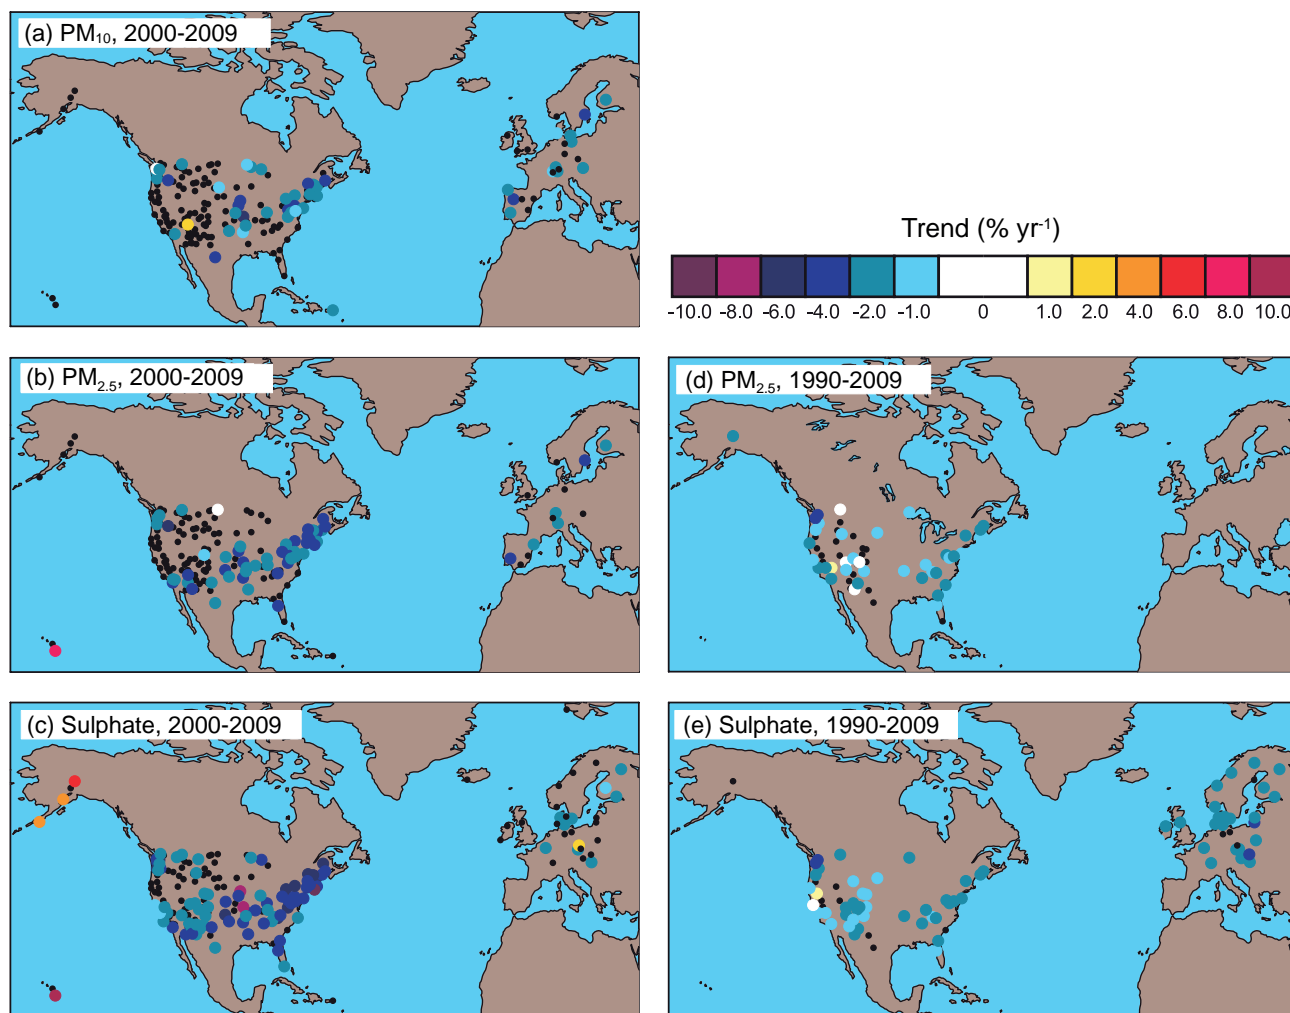 (a) PM₁₀, 2000-2009
Trend (% yr⁻¹)
-10.0 -8.0 -6.0 -4.0 -2.0 -1.0 0 1.0 2.0 4.0 6.0 8.0 10.0
(b) PM₂.₅, 2000-2009
(d) PM₂.₅, 1990-2009
(c) Sulphate, 2000-2009
(e) Sulphate, 1990-2009